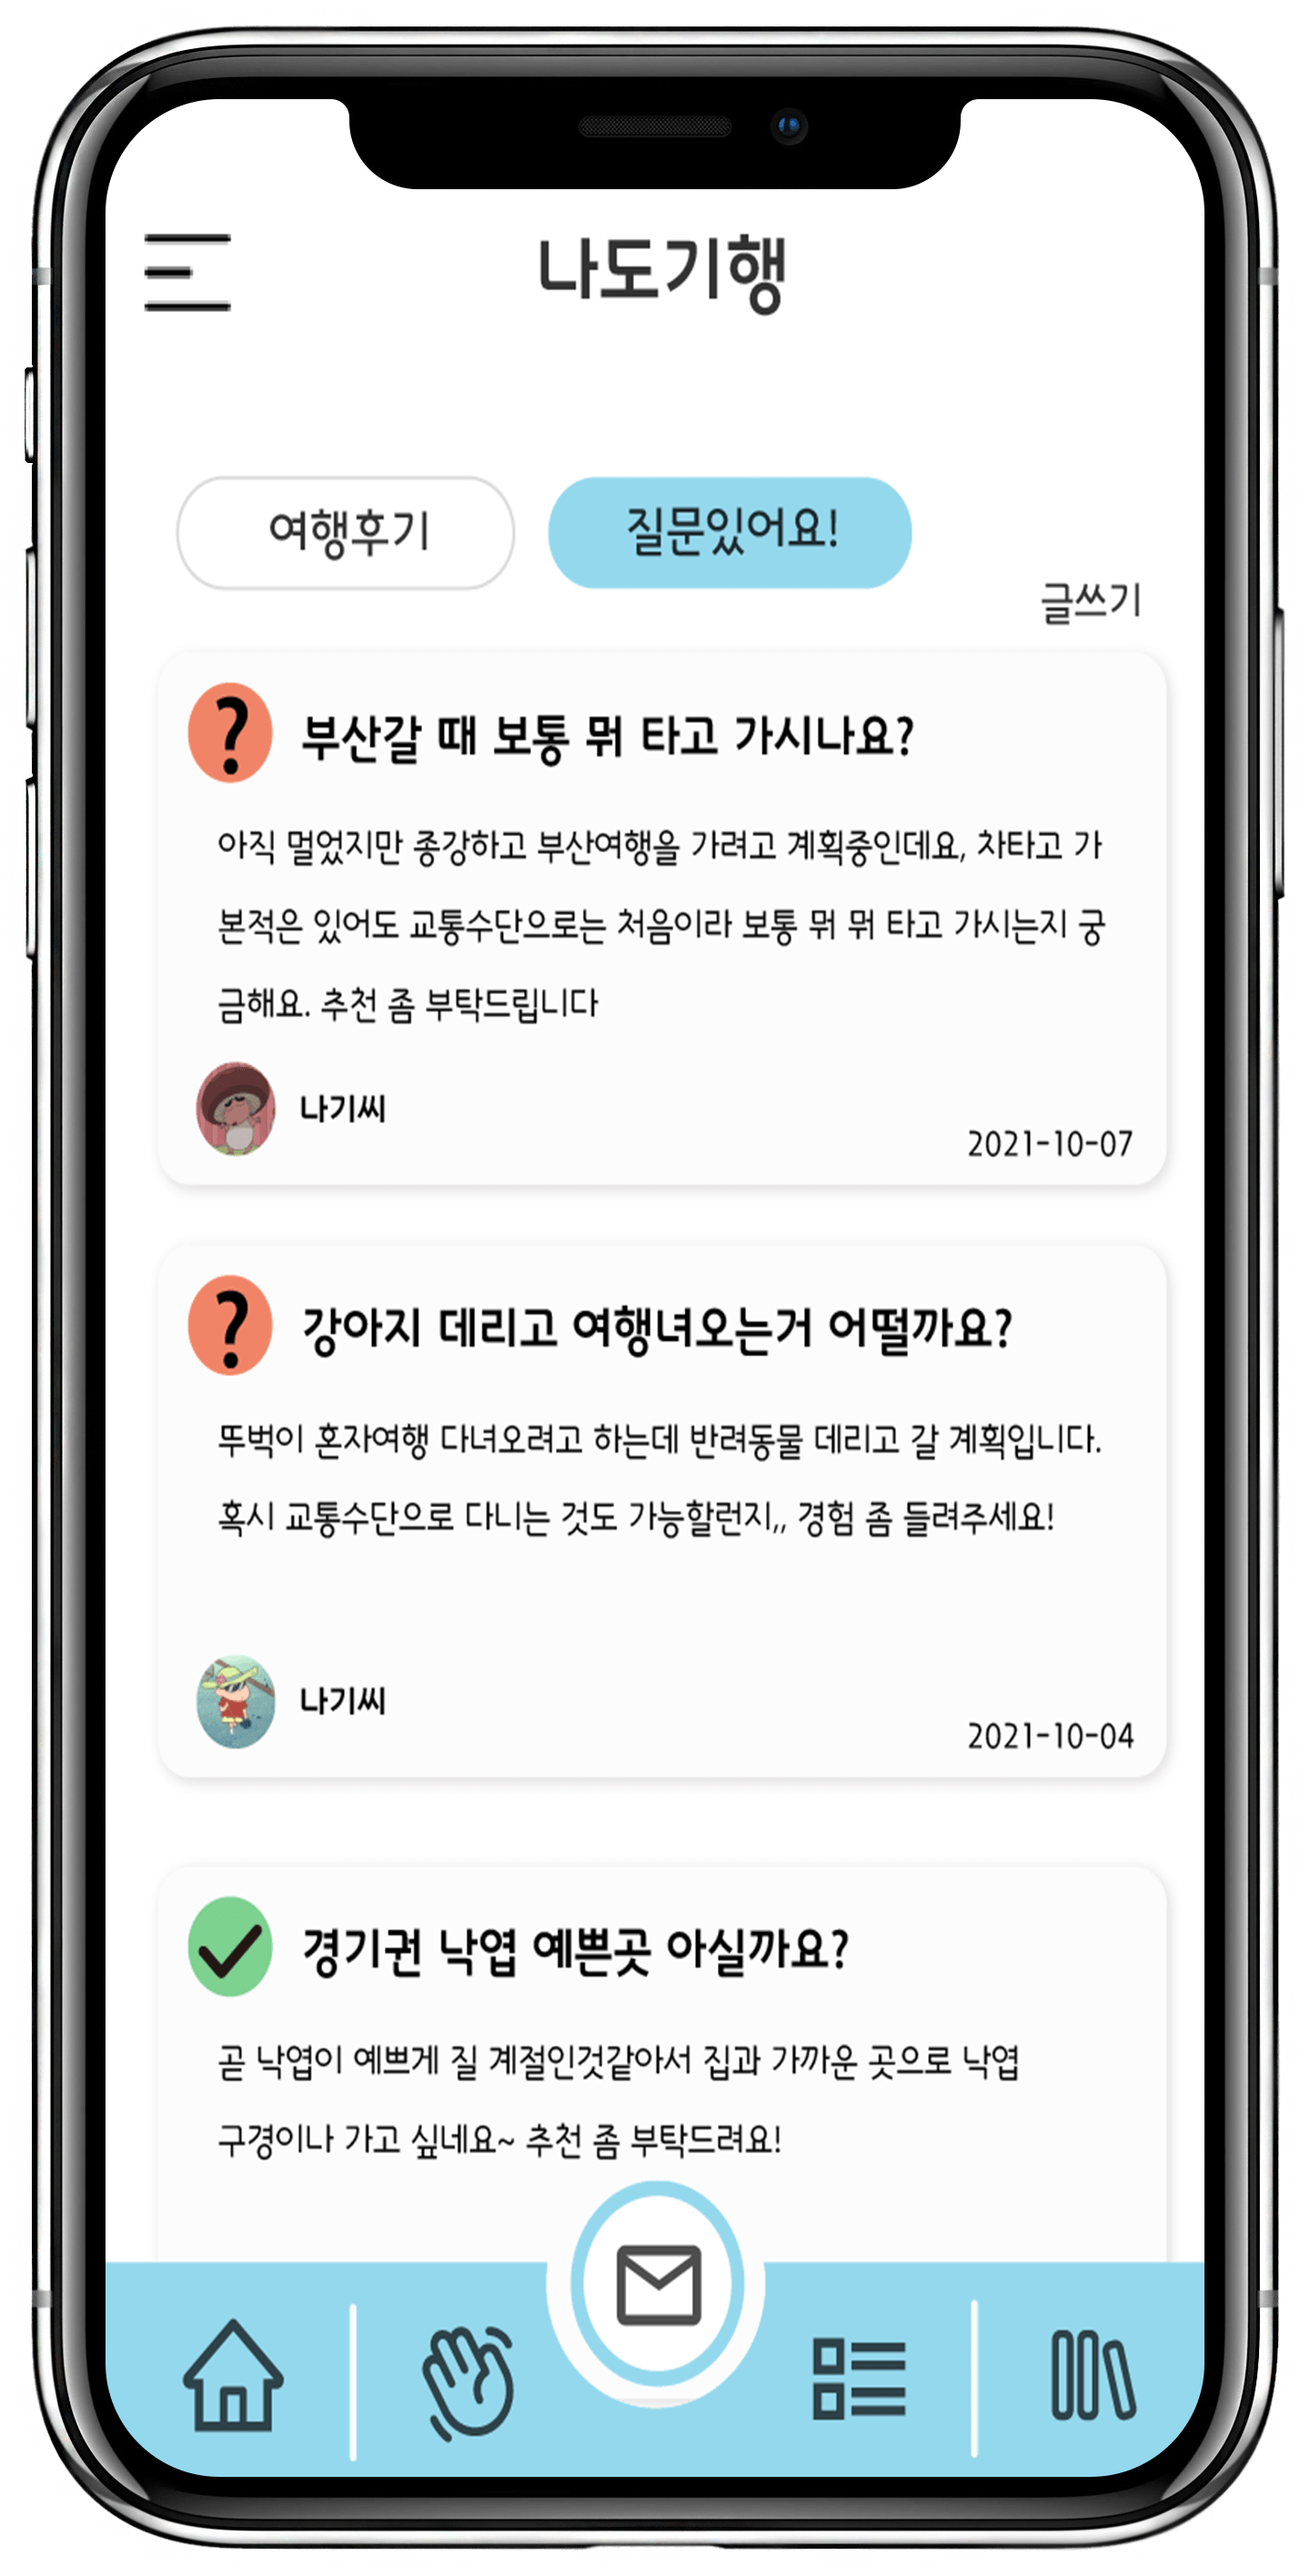 나도기행
여행후기
질문있어요!
글쓰기
?
부산갈 때 보통 뭐 타고 가시나요?
아직 멀었지만 종강하고 부산여행을 가려고 계획중인데요, 차타고 가
본적은 있어도 교통수단으로는 처음이라 보통 뭐 뭐 타고 가시는지 궁
금해요. 추천 좀 부탁드립니다
나기씨
2021-10-07
?
강아지 데리고 여행녀오는거 어떨까요?
뚜벅이 혼자여행 다녀오려고 하는데 반려동물 데리고 갈 계획입니다.
혹시 교통수단으로 다니는 것도 가능할런지,, 경험 좀 들려주세요!
나기씨
2021-10-04
경기권 낙엽 예쁜곳 아실까요?
곧 낙엽이 예쁘게 질 계절인것같아서 집과 가까운 곳으로 낙엽
구경이나 가고 싶네요~ 추천 좀 부탁드려요!